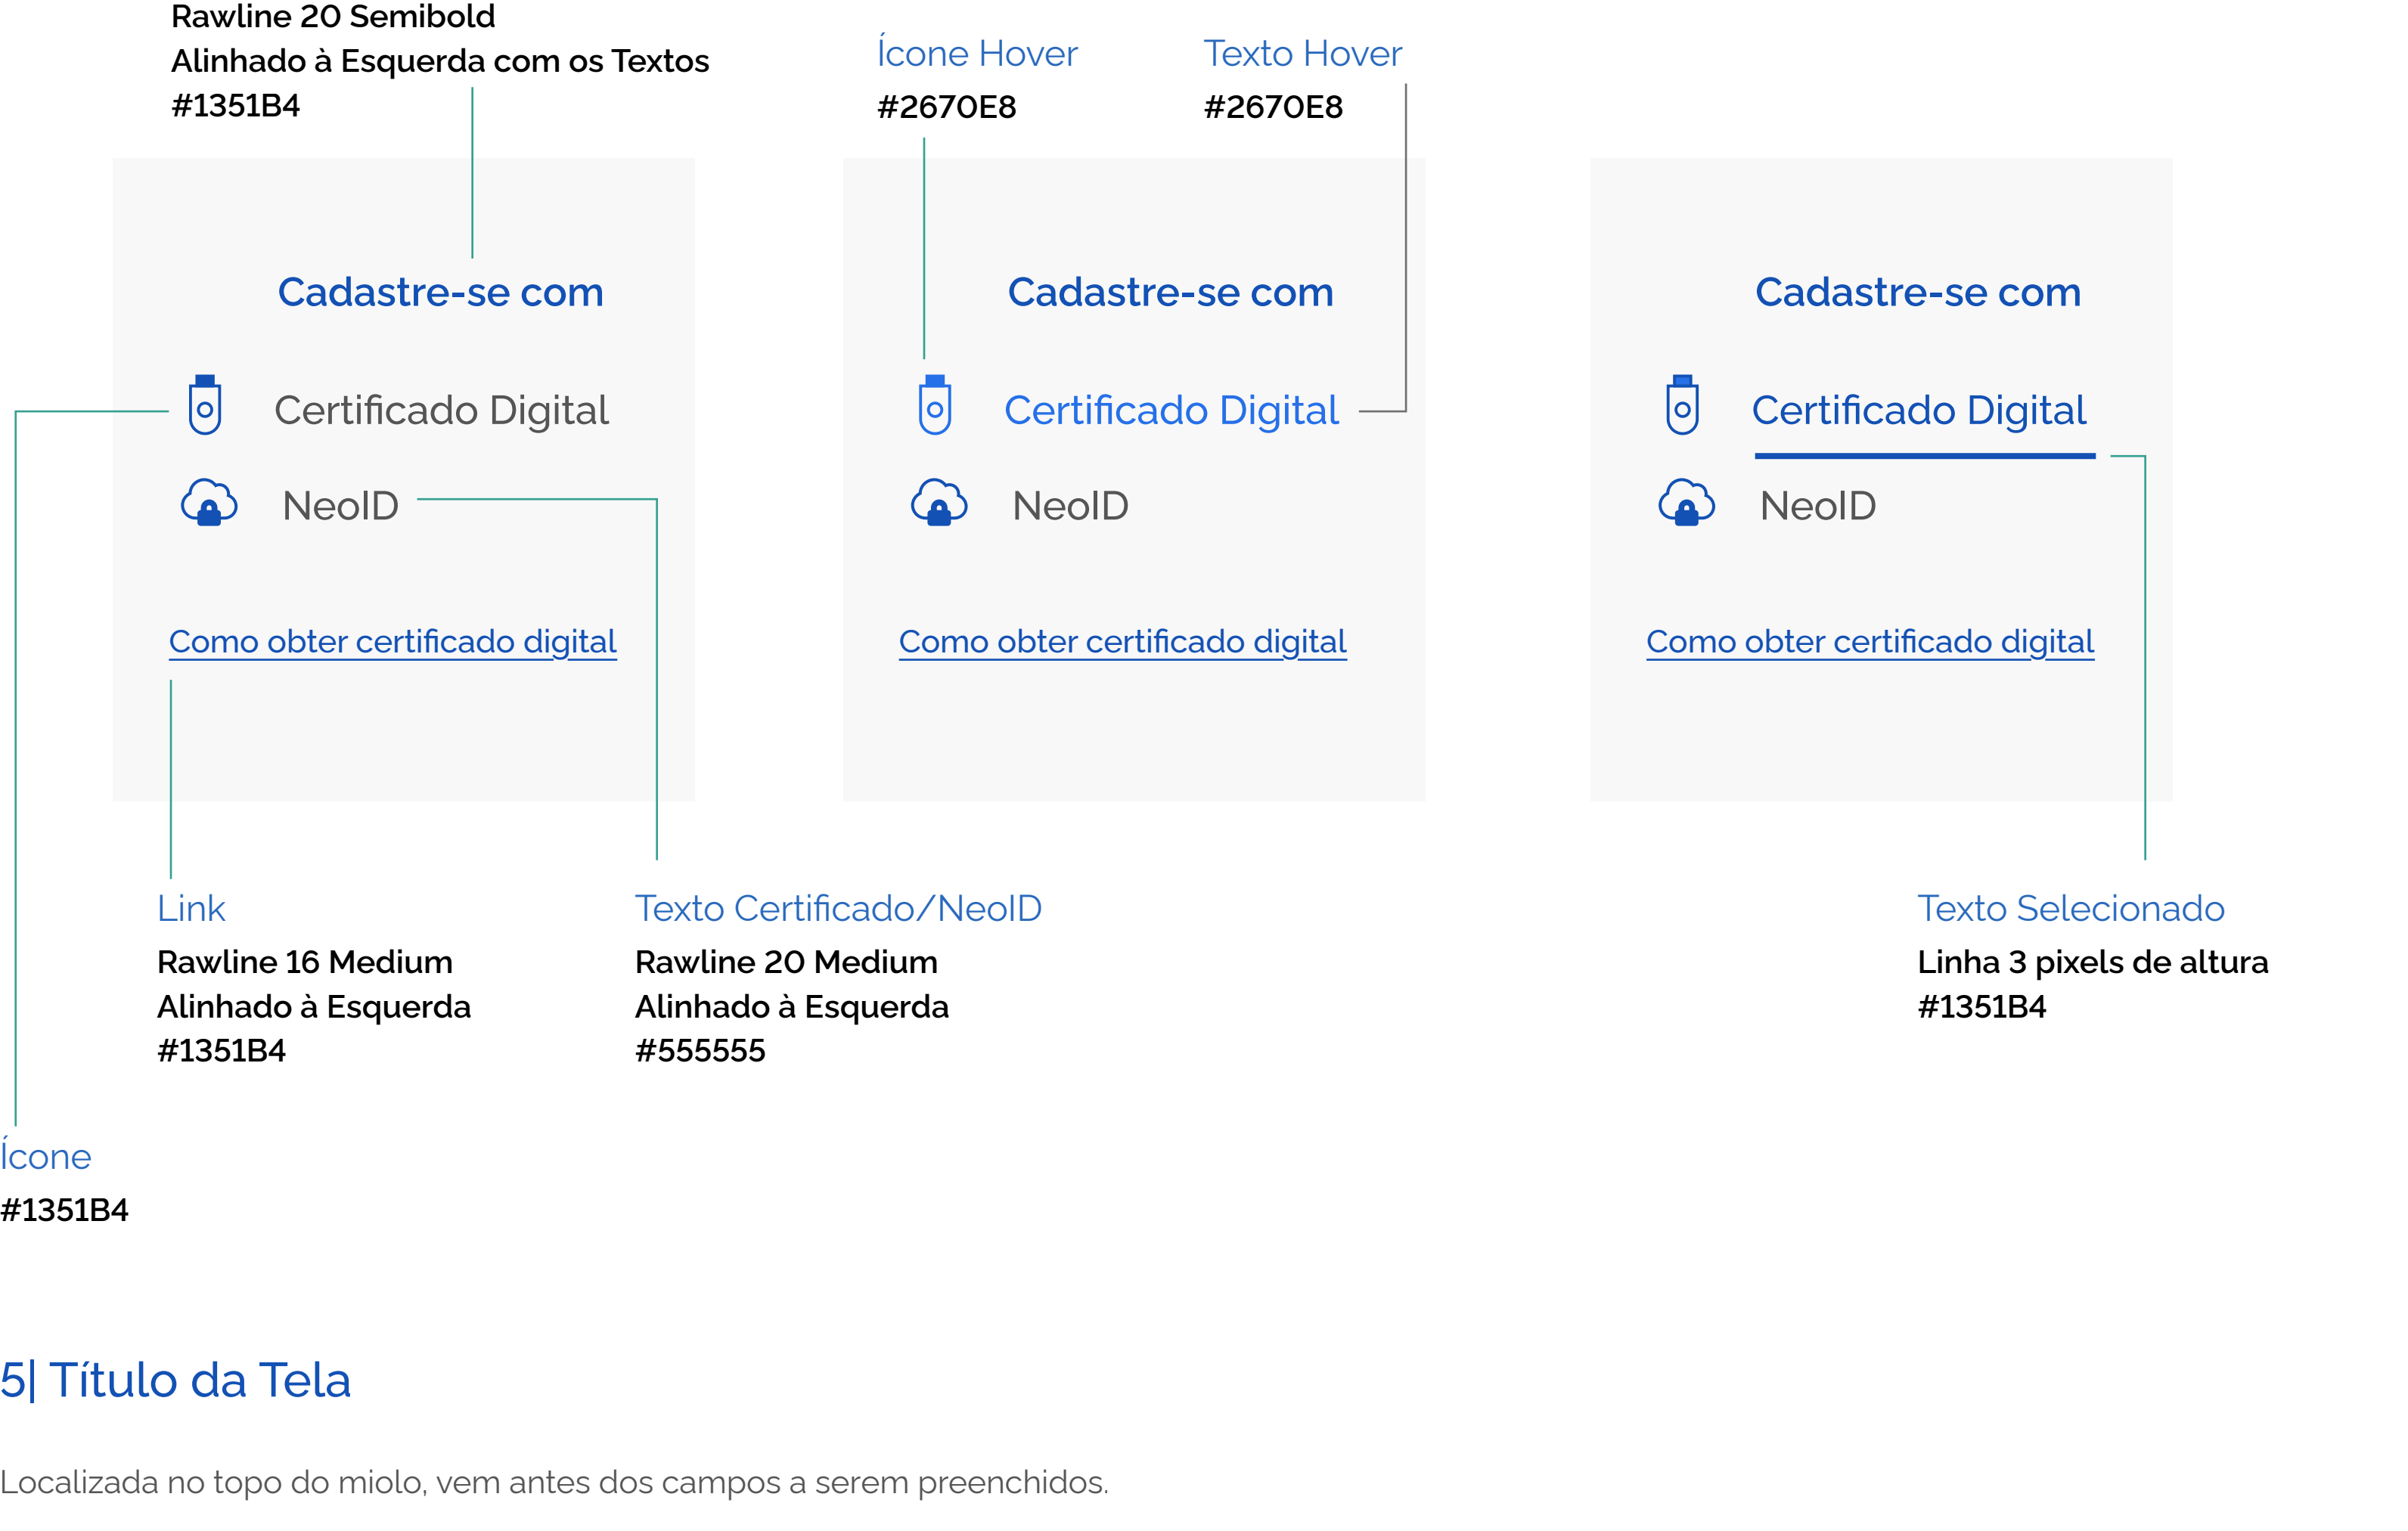 Rawline 20 Semibold
Alinhado à Esquerda com os Textos
#1351B4
Ícone Hover
#2670E8
Texto Hover
#2670E8
Cadastre-se com
Certificado Digital
NeoID
Como obter certificado digital
Cadastre-se com
Certificado Digital
NeoID
Como obter certificado digital
Cadastre-se com
Certificado Digital
NeoID
Como obter certificado digital
Link
Rawline 16 Medium
Alinhado à Esquerda
#1351B4
Texto Certificado/NeoID
Rawline 20 Medium
Alinhado à Esquerda
#555555
Texto Selecionado
Linha 3 pixels de altura
#1351B4
Ícone
#1351B4
5| Título da Tela
Localizada no topo do miolo, vem antes dos campos a serem preenchidos.